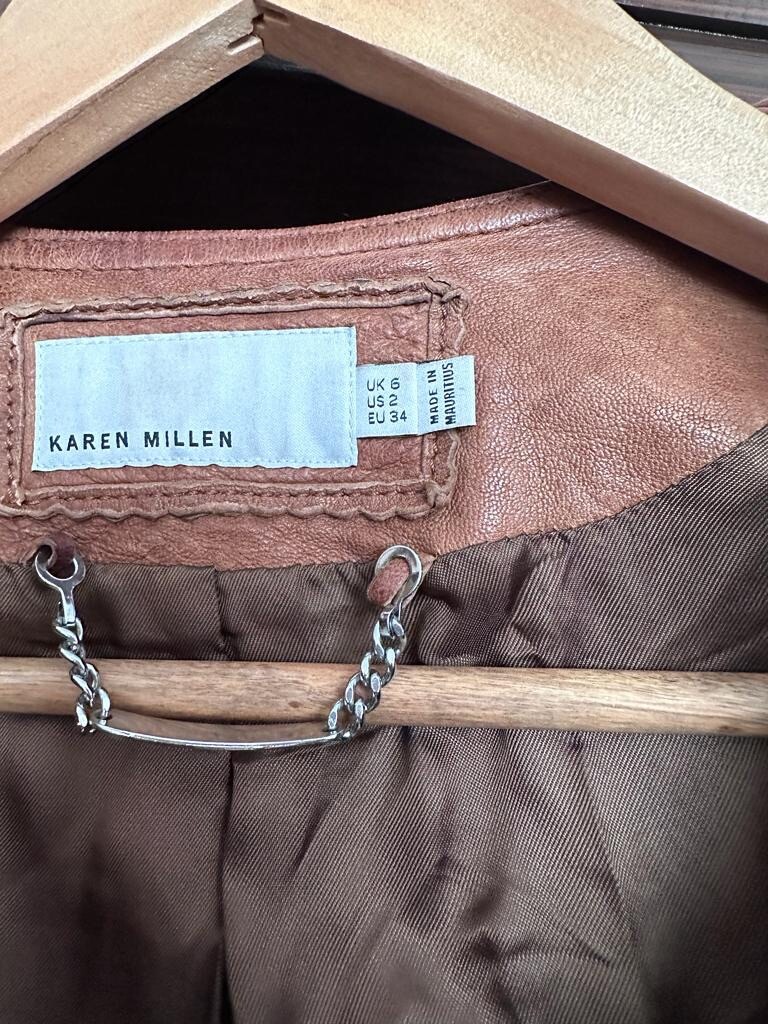 KAREN MILLEN
UK 6
US 2
EU 34
MADE IN
MAURITIUS